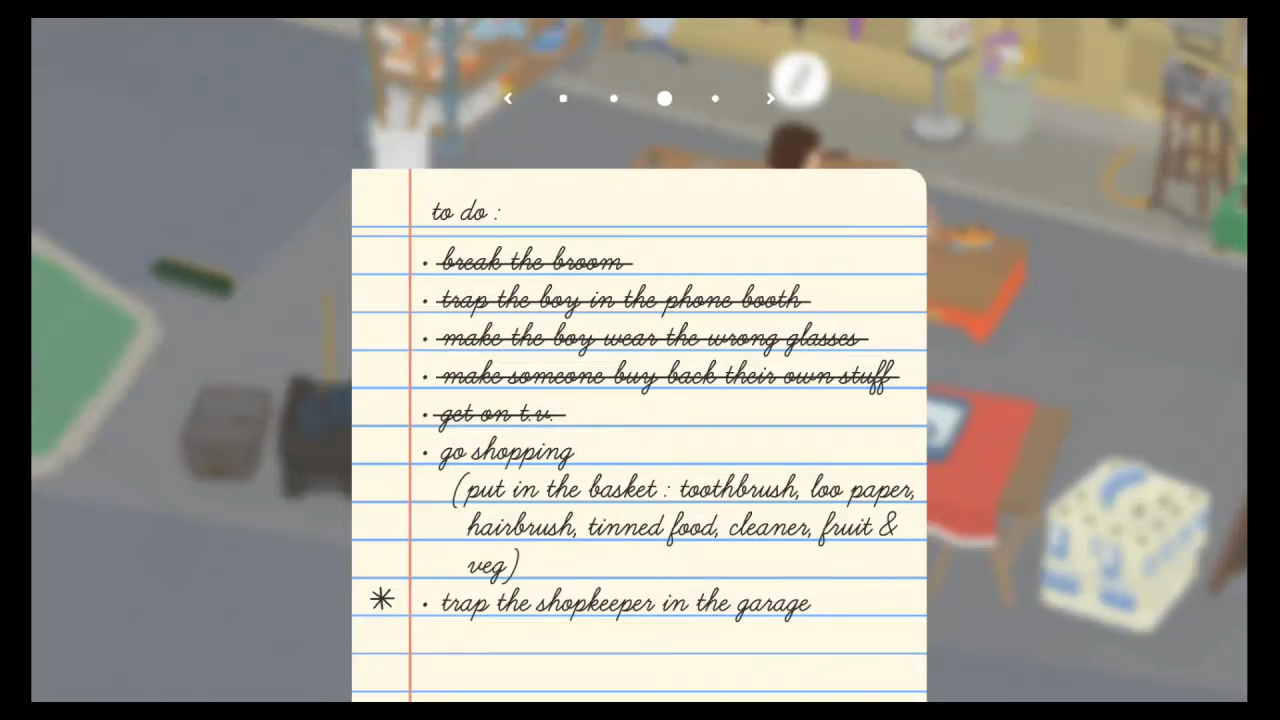 to do :
• break the broom
• trap the boy in the phone booth
• make the boy wear the wrong glasses
• make someone buy back their own stuff
• get on t.v.
• go shopping
(put in the basket : toothbrush, loo paper,
hairbrush, tinned food, cleaner, fruit &
veg)
* • trap the shopkeeper in the garage